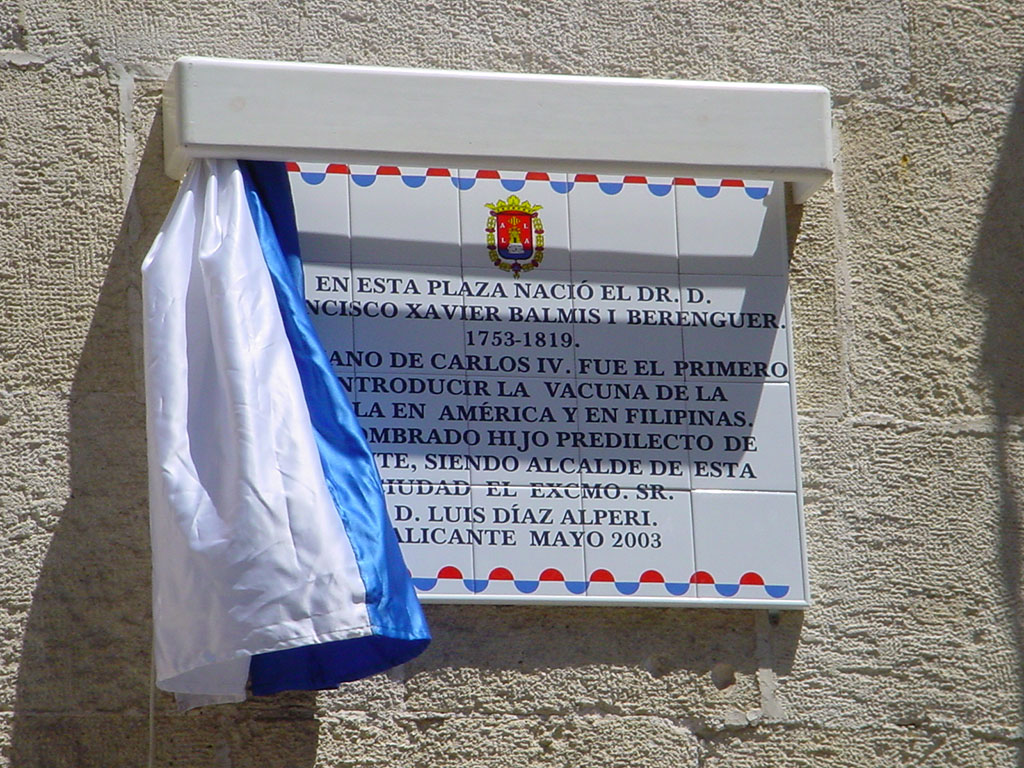 EN ESTA PLAZA NACIÓ EL DR. D.
NCISCO XAVIER BALMIS I BERENGUER.
1753-1819.
ANO DE CARLOS IV. FUE EL PRIMERO
NTRODUCIR LA VACUNA DE LA
LA EN AMÉRICA Y EN FILIPINAS.
OMBRADO HIJO PREDILECTO DE
TE, SIENDO ALCALDE DE ESTA
IUDAD EL EXCMO. SR.
D. LUIS DÍAZ ALPERI.
ALICANTE MAYO 2003